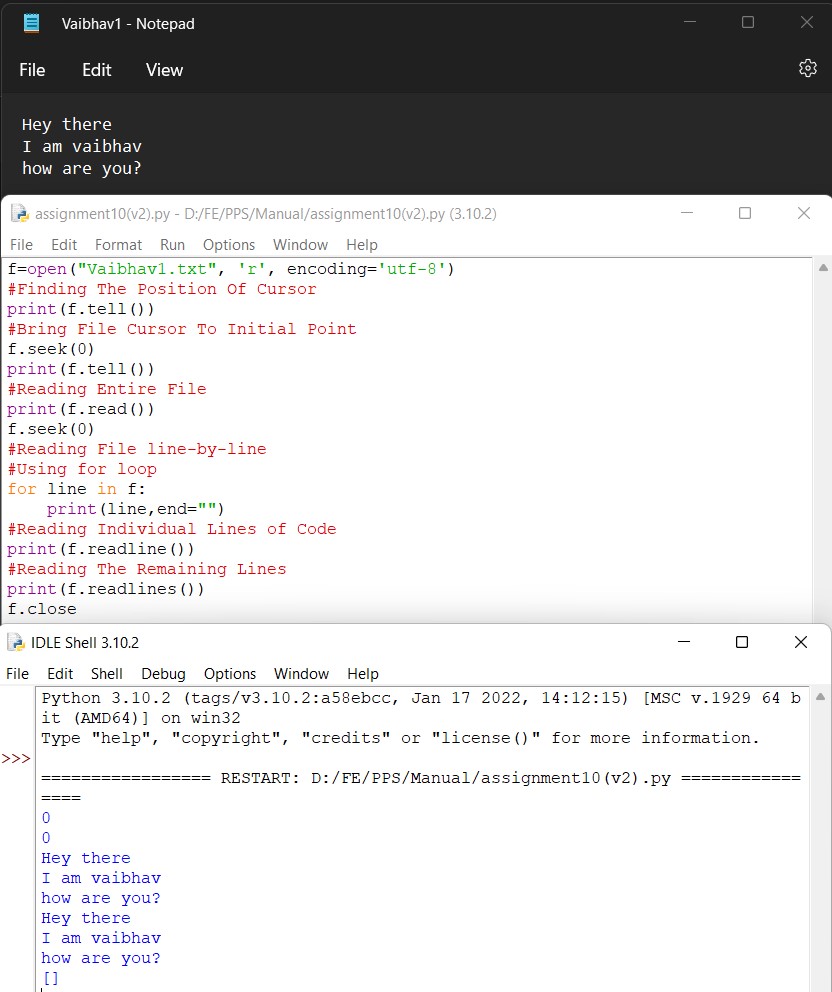 Vaibhav1 - Notepad
File Edit View
Hey there
I am vaibhav
how are you?
assignment10(v2).py - D:/FE/PPS/Manual/assignment10(v2).py (3.10.2)
File Edit Format Run Options Window Help
f=open("Vaibhav1.txt", 'r', encoding='utf-8')
#Finding The Position Of Cursor
print(f.tell())
#Bring File Cursor To Initial Point
f.seek(0)
print(f.tell())
#Reading Entire File
print(f.read())
f.seek(0)
#Reading File line-by-line
#Using for loop
for line in f:
    print(line,end="")
#Reading Individual Lines of Code
print(f.readline())
#Reading The Remaining Lines
print(f.readlines())
f.close
IDLE Shell 3.10.2
File Edit Shell Debug Options Window Help
Python 3.10.2 (tags/v3.10.2:a58ebcc, Jan 17 2022, 14:12:15) [MSC v.1929 64 b
it (AMD64)] on win32
Type "help", "copyright", "credits" or "license()" for more information.
>>>
================= RESTART: D:/FE/PPS/Manual/assignment10(v2).py ============
====
0
0
Hey there
I am vaibhav
how are you?
Hey there
I am vaibhav
how are you?
[]